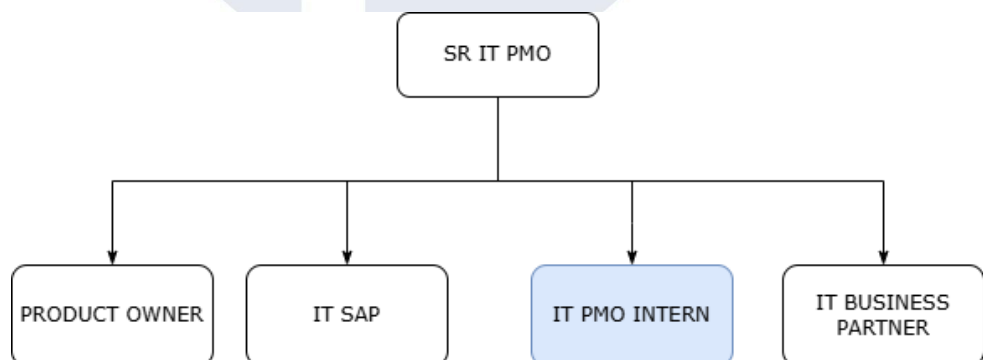 SR IT PMO
PRODUCT OWNER
IT SAP
IT PMO INTERN
IT BUSINESS
PARTNER